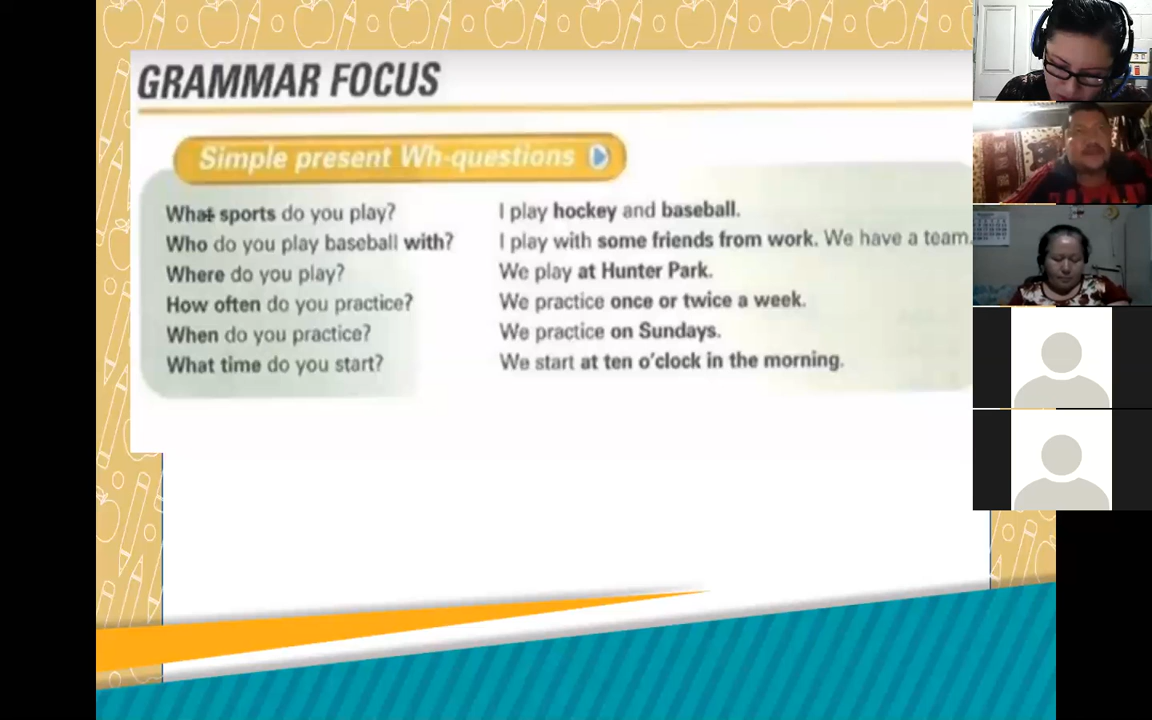 GRAMMAR FOCUS
Simple present Wh-questions
What sports do you play? I play hockey and baseball.
Who do you play baseball with? I play with some friends from work. We have a team.
Where do you play? We play at Hunter Park.
How often do you practice? We practice once or twice a week.
When do you practice? We practice on Sundays.
What time do you start? We start at ten o'clock in the morning.